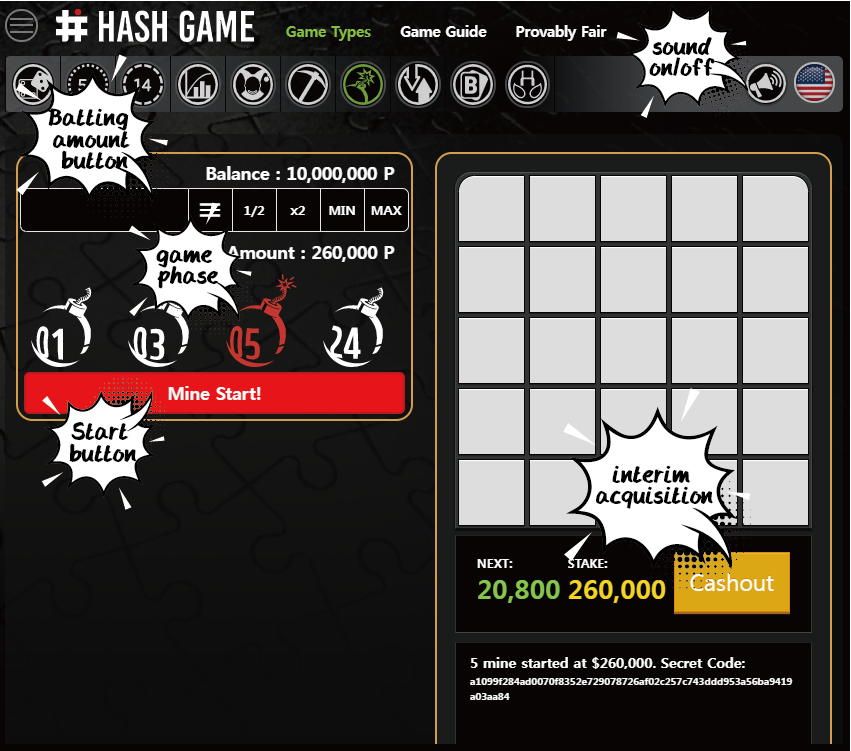 HASH GAME
Game Types
Game Guide
Provably Fair
sound
on/off
14
B
Batting
amount
button
Balance : 10,000,000 P
1/2
x2
MIN
MAX
game
phase
Amount : 260,000 P
01
03
05
24
Mine Start!
Start
button
interim
acquisition
NEXT:
STAKE:
20,800
260,000
Cashout
5 mine started at $260,000. Secret Code:
a1099f284ad0070f8352e729078726af02c257c743ddd953a56ba9419
a03aa84